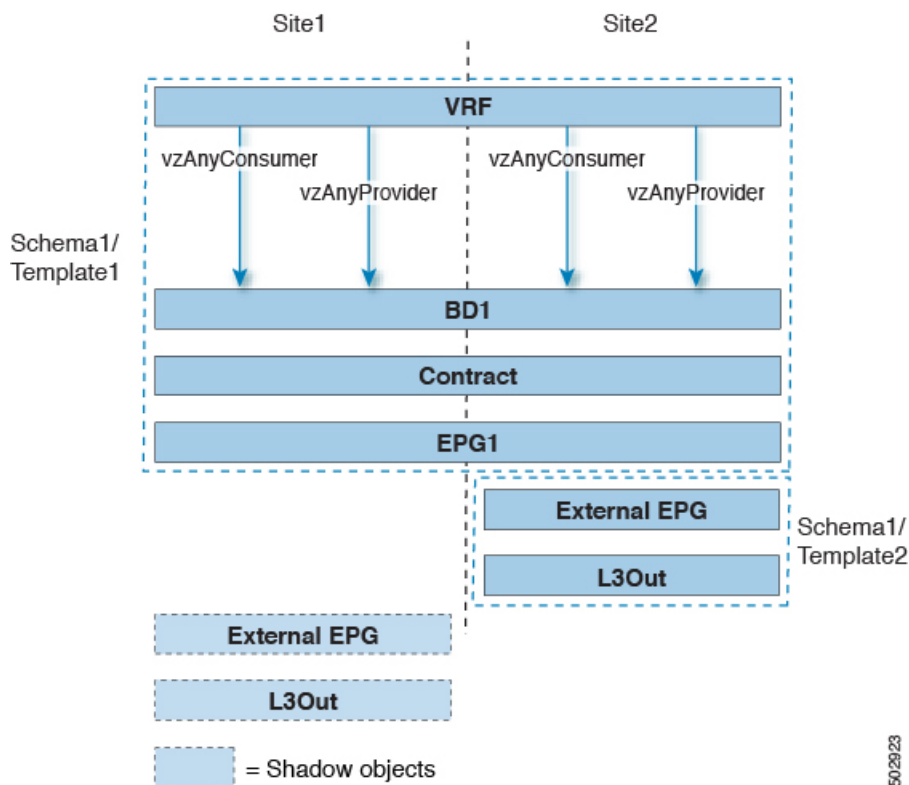 Site1
Site2
VRF
vzAnyConsumer
vzAnyProvider
vzAnyConsumer
vzAnyProvider
Schema1/
Template1
BD1
Contract
EPG1
External EPG
L3Out
Schema1/
Template2
External EPG
L3Out
= Shadow objects
502923